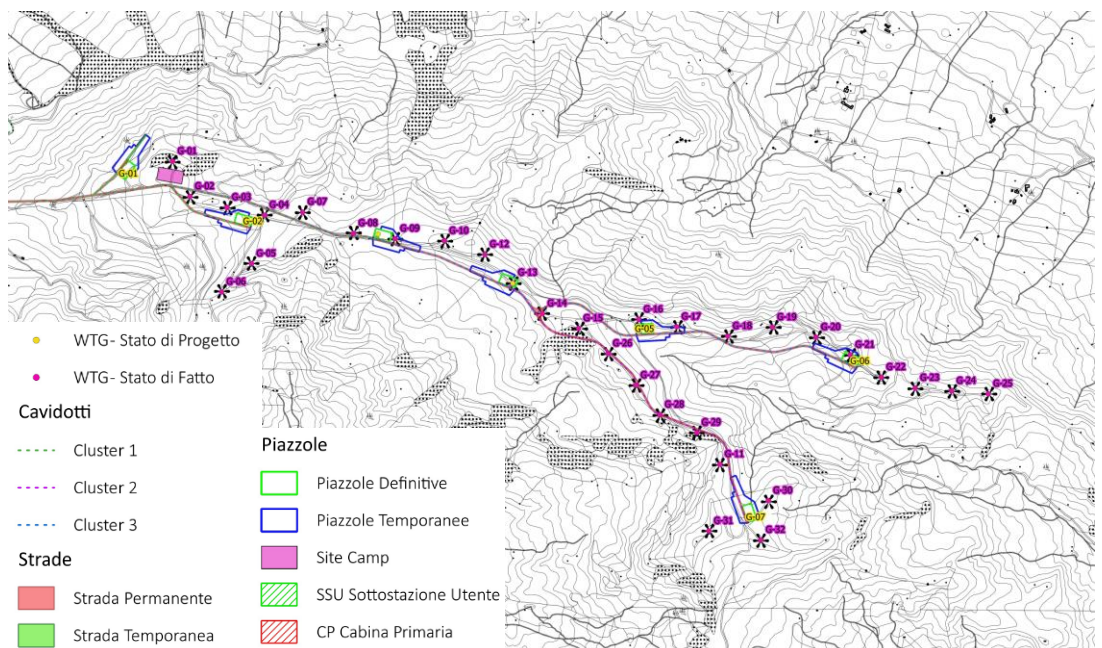 G-01
G-01
G-02
G-03
G-04
G-07
G-02
G-08
G-09
G-10
G-12
G-05
G-06
G-13
G-14
G-15
G-16
G-05
G-17
G-18
G-19
G-20
G-21
G-06
G-22
G-23
G-24
G-25
G-26
G-27
G-28
G-29
G-11
G-30
G-07
G-31
G-32
WTG- Stato di Progetto
WTG- Stato di Fatto
Cavidotti
Cluster 1
Cluster 2
Cluster 3
Strade
Strada Permanente
Strada Temporanea
Piazzole
Piazzole Definitive
Piazzole Temporanee
Site Camp
SSU Sottostazione Utente
CP Cabina Primaria